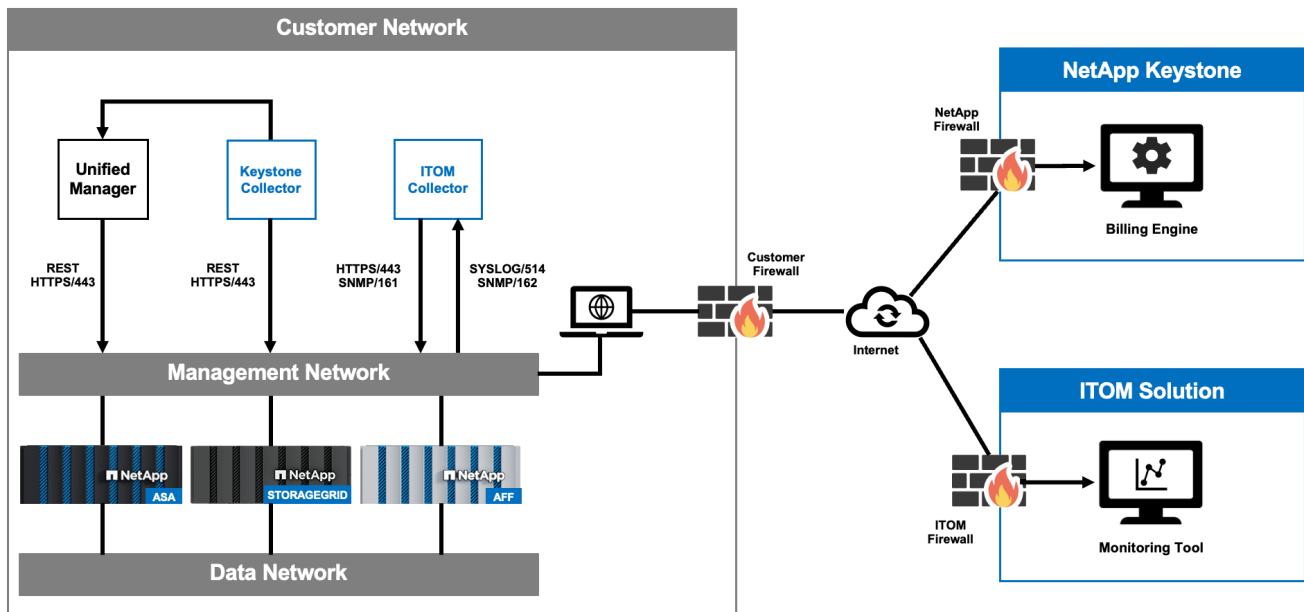 Customer Network
NetApp Keystone
NetApp
Firewall
Unified
Manager
Keystone
Collector
ITOM
Collector
Billing Engine
REST
HTTPS/443
REST
HTTPS/443
HTTPS/443
SNMP/161
SYSLOG/514
SNMP/162
Customer
Firewall
Internet
Management Network
ITOM Solution
NetApp
ASA
NetApp
STORAGEGRID
NetApp
AFF
ITOM
Firewall
Monitoring Tool
Data Network